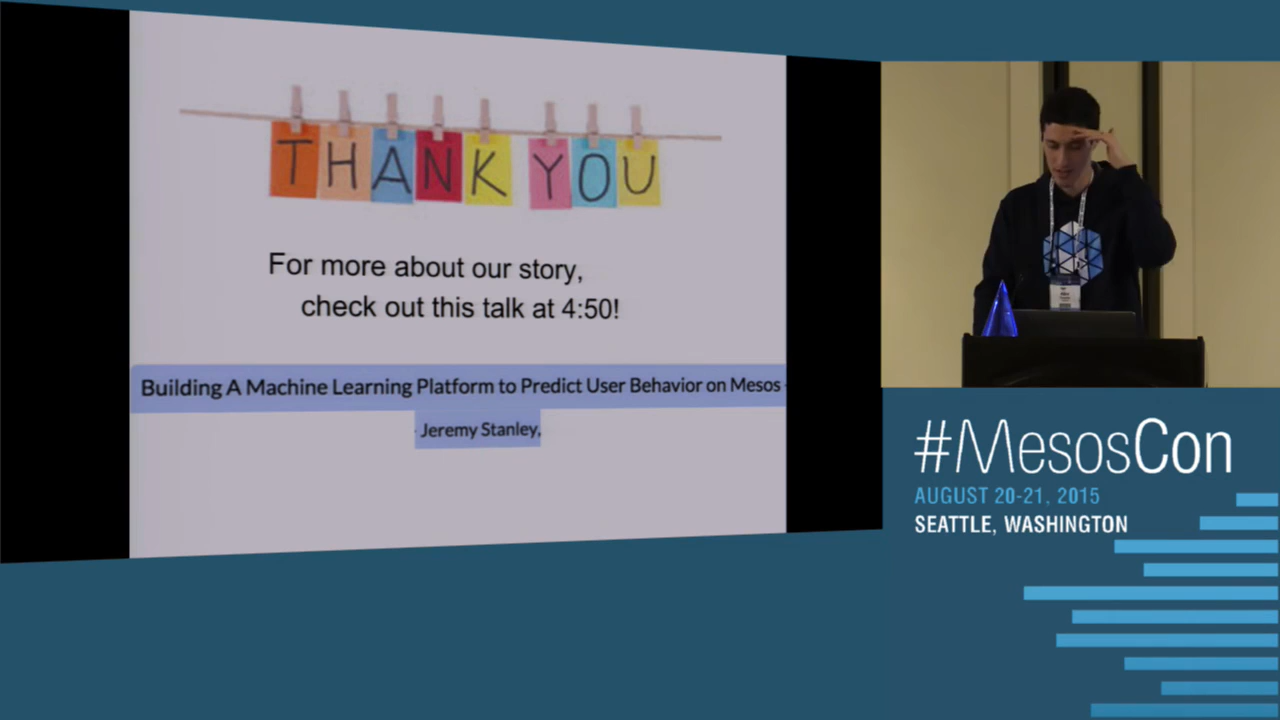 THANK YOU
For more about our story,
check out this talk at 4:50!
Building A Machine Learning Platform to Predict User Behavior on Mesos -
- Jeremy Stanley,
#MesosCon
AUGUST 20-21, 2015
SEATTLE, WASHINGTON